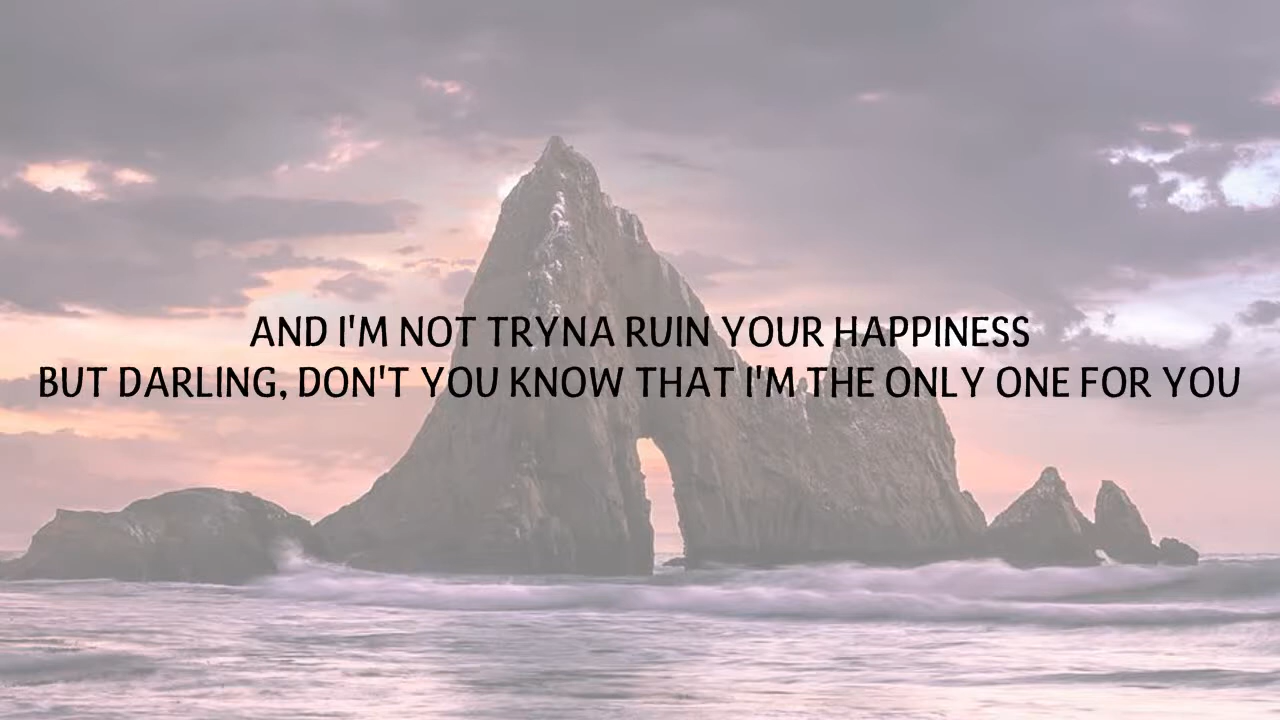 AND I'M NOT TRYNA RUIN YOUR HAPPINESS
BUT DARLING, DON'T YOU KNOW THAT I'M THE ONLY ONE FOR YOU